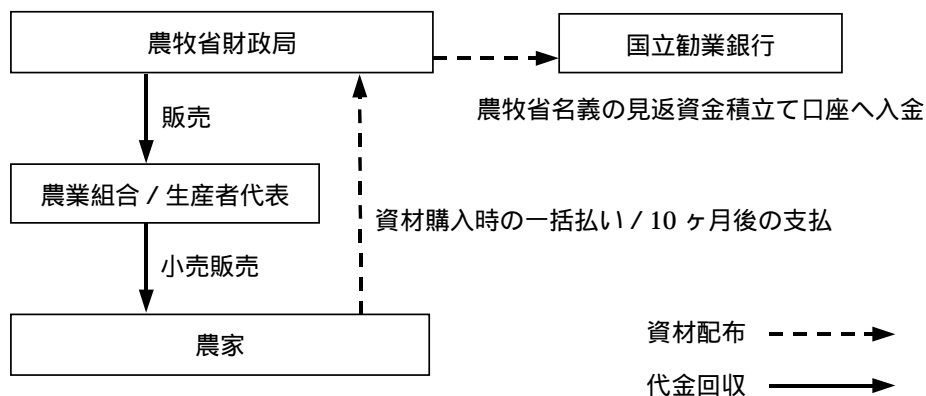 農牧省財政局
国立勧業銀行
農牧省名義の見返資金積立て口座へ入金
販売
農業組合 / 生産者代表
資材購入時の一括払い / 10 ヶ月後の支払
小売販売
農家
資材配布
代金回収